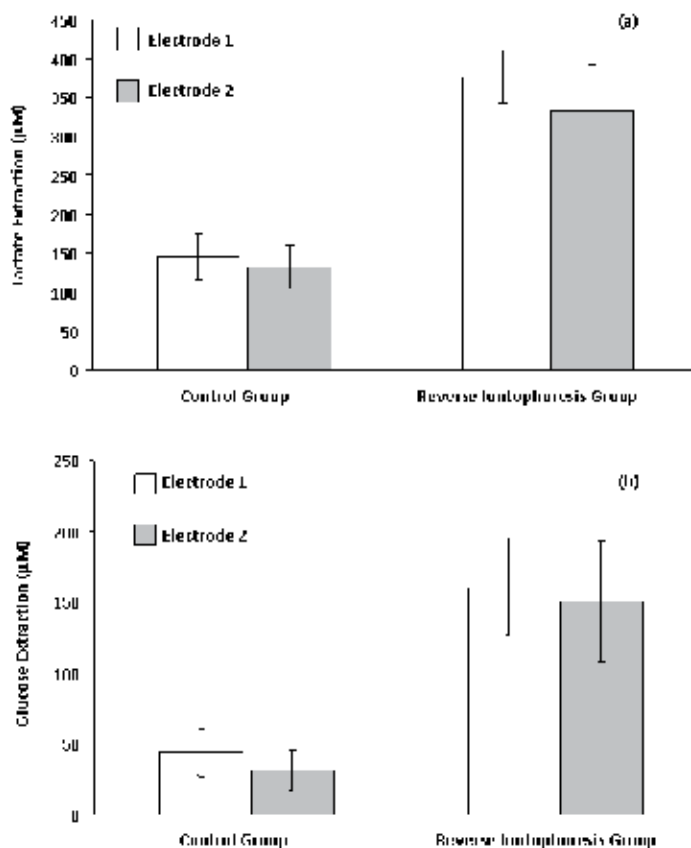 450
(a)
Electrode 1
400
350
Electrode 2
300
250
200
150
100
50
0
Lactate Extraction (μM)
Control Group
Reverse Iontophoresis Group
250
(b)
Electrode 1
200
Electrode 2
150
100
50
0
Glucose Extraction (μM)
Control Group
Reverse Iontophoresis Group